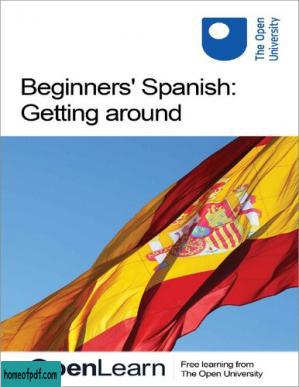 The Open
University
Beginners' Spanish:
Getting around
OpenLearn
Free learning from
The Open University
homeofpdf.com